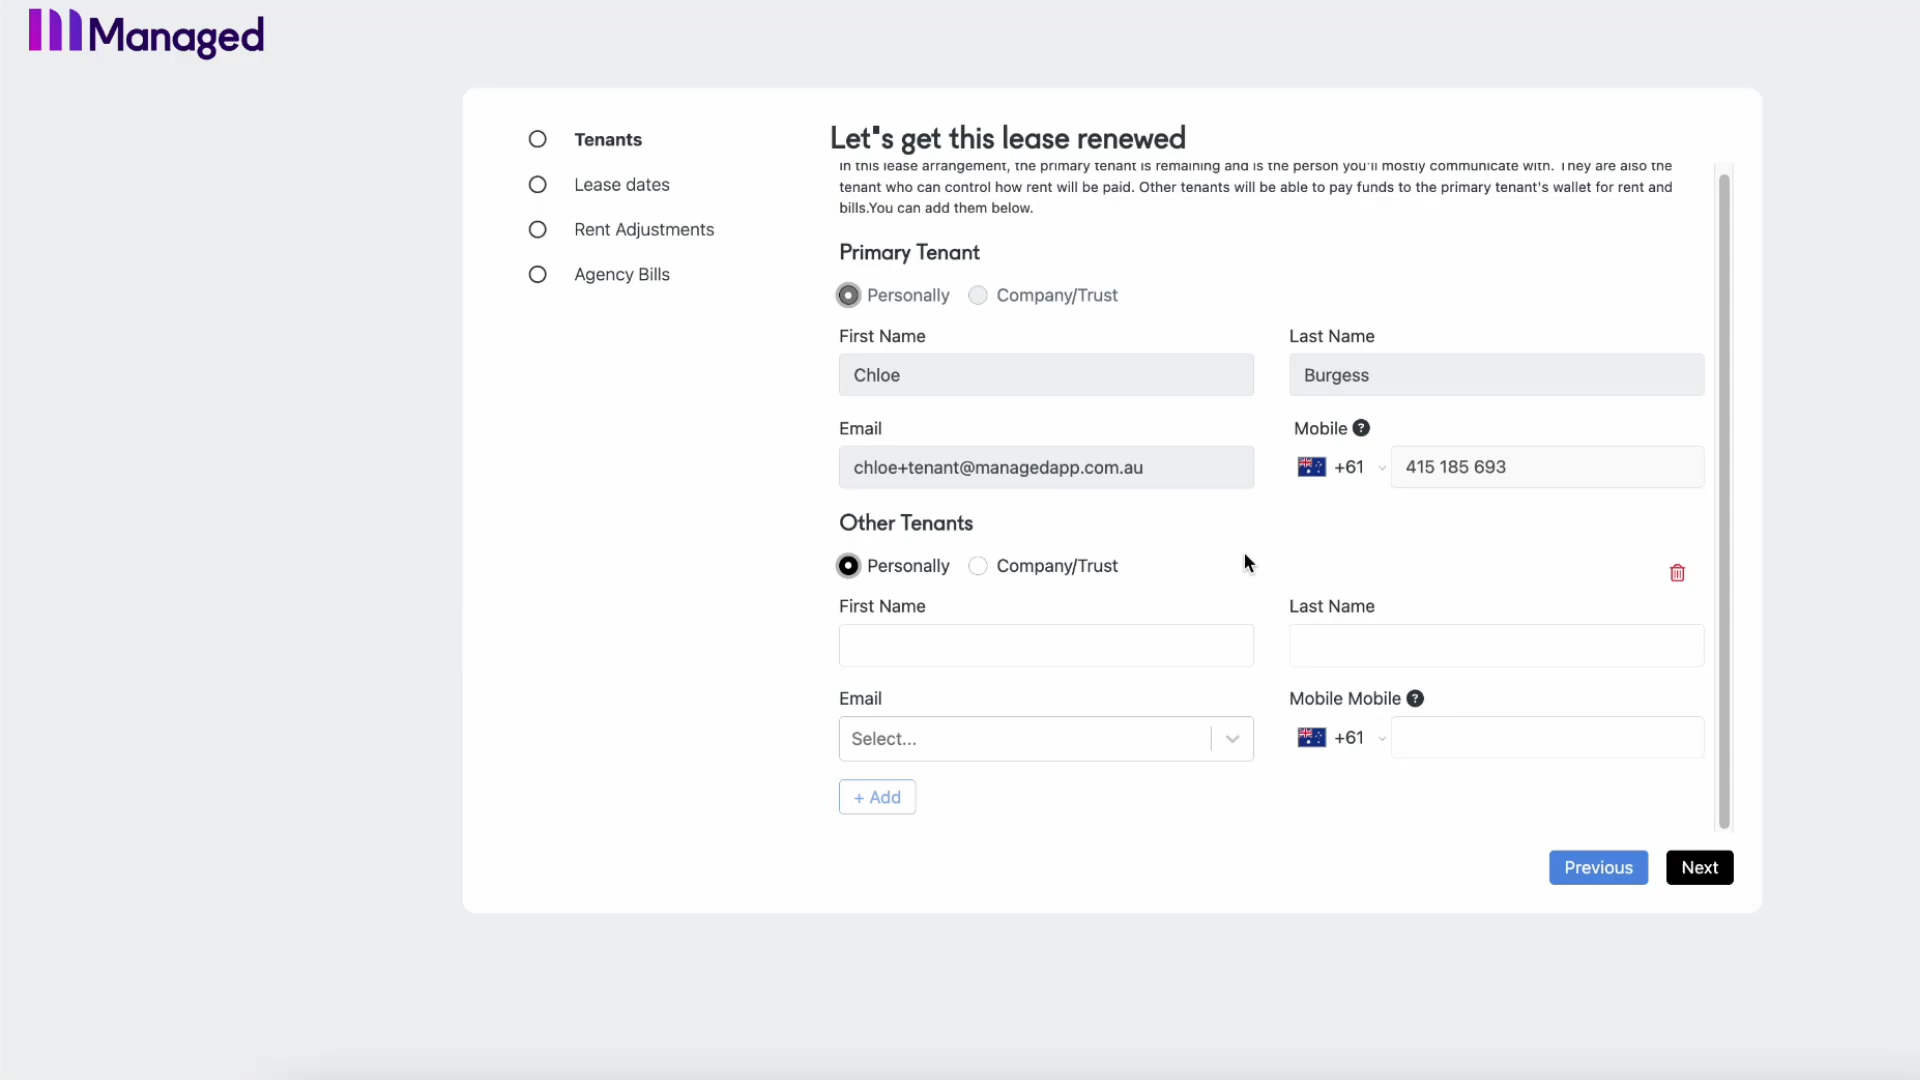 Managed
Tenants
Lease dates
Rent Adjustments
Agency Bills
Let"s get this lease renewed
In this lease arrangement, the primary tenant is remaining and is the person you'll mostly communicate with. They are also the
tenant who can control how rent will be paid. Other tenants will be able to pay funds to the primary tenant's wallet for rent and
bills.You can add them below.
Primary Tenant
Personally Company/Trust
First Name Last Name
Chloe Burgess
Email Mobile ?
chloe+tenant@managedapp.com.au +61 415 185 693
Other Tenants
Personally Company/Trust
First Name Last Name
Email Mobile Mobile ?
Select... +61
+ Add
Previous Next